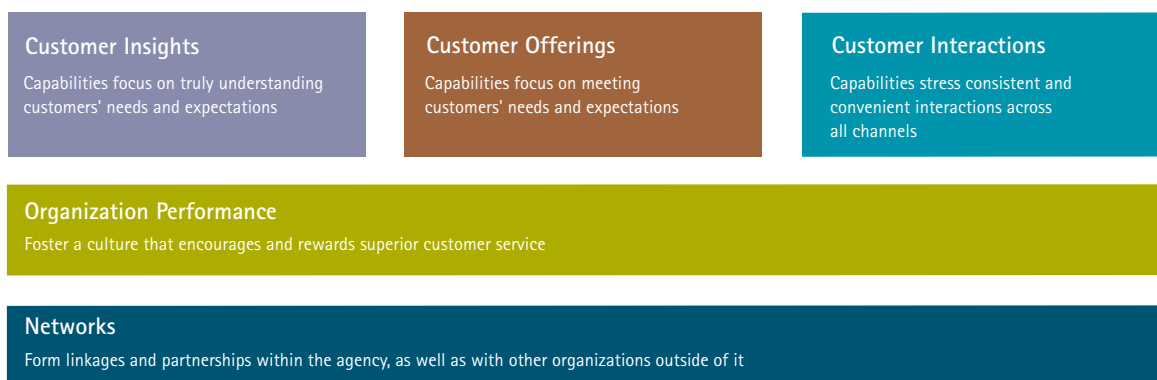 Customer Insights
Capabilities focus on truly understanding
customers' needs and expectations
Customer Offerings
Capabilities focus on meeting
customers' needs and expectations
Customer Interactions
Capabilities stress consistent and
convenient interactions across
all channels
Organization Performance
Foster a culture that encourages and rewards superior customer service
Networks
Form linkages and partnerships within the agency, as well as with other organizations outside of it